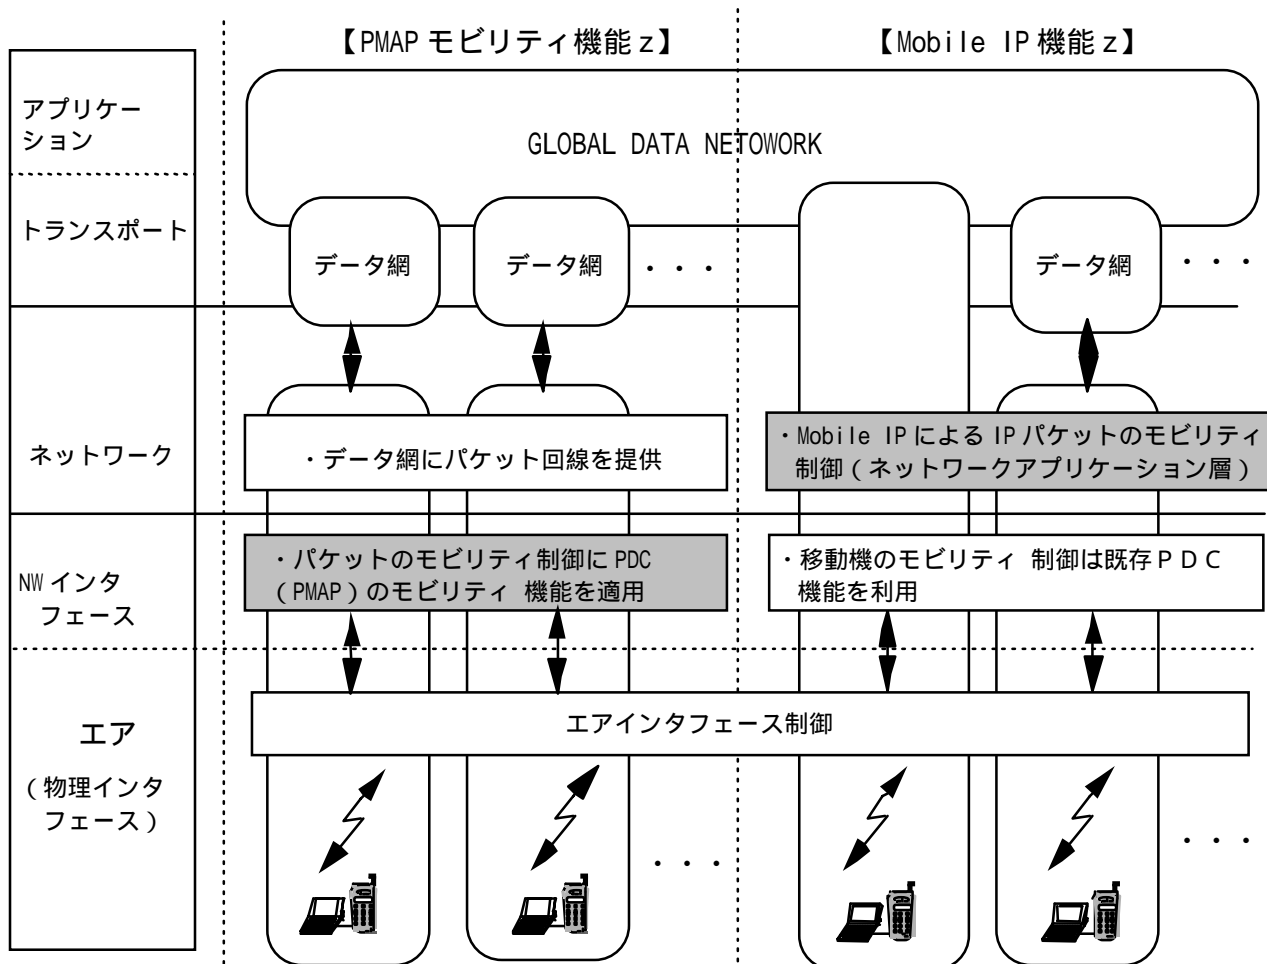 【PMAP モビリティ機能 z】
【Mobile IP 機能 z】
アプリケー
ション
GLOBAL DATA NETOWORK
トランスポート
データ網
データ網
・・・
データ網
・・・
ネットワーク
・データ網にパケット回線を提供
・Mobile IP による IP パケットのモビリティ
制御（ネットワークアプリケーション層）
NW インタ
フェース
・パケットのモビリティ制御に PDC
（PMAP）のモビリティ 機能を適用
・移動機のモビリティ 制御は既存ＰＤＣ
機能を利用
エア
（物理インタ
フェース）
エアインタフェース制御
・・・
・・・